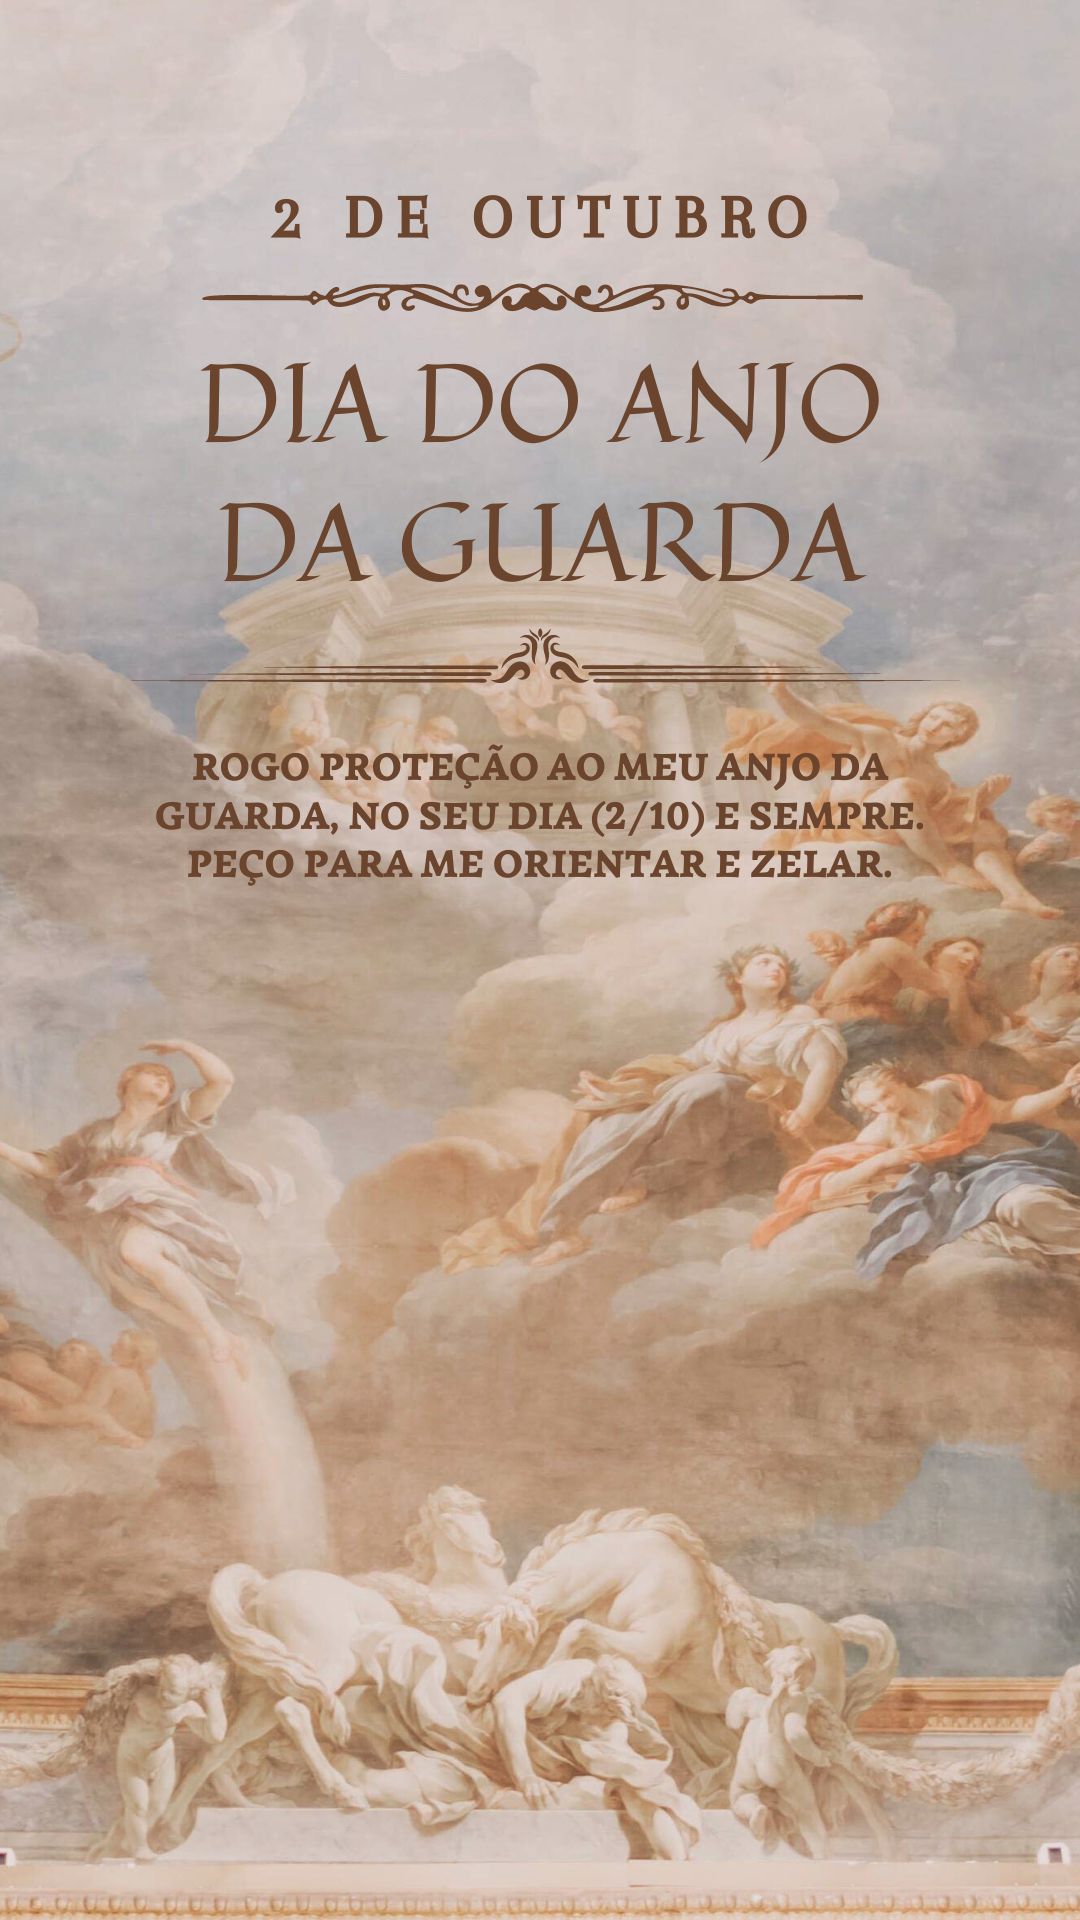 2 DE OUTUBRO
DIA DO ANJO
DA GUARDA
ROGO PROTEÇÃO AO MEU ANJO DA
GUARDA, NO SEU DIA (2/10) E SEMPRE.
PEÇO PARA ME ORIENTAR E ZELAR.